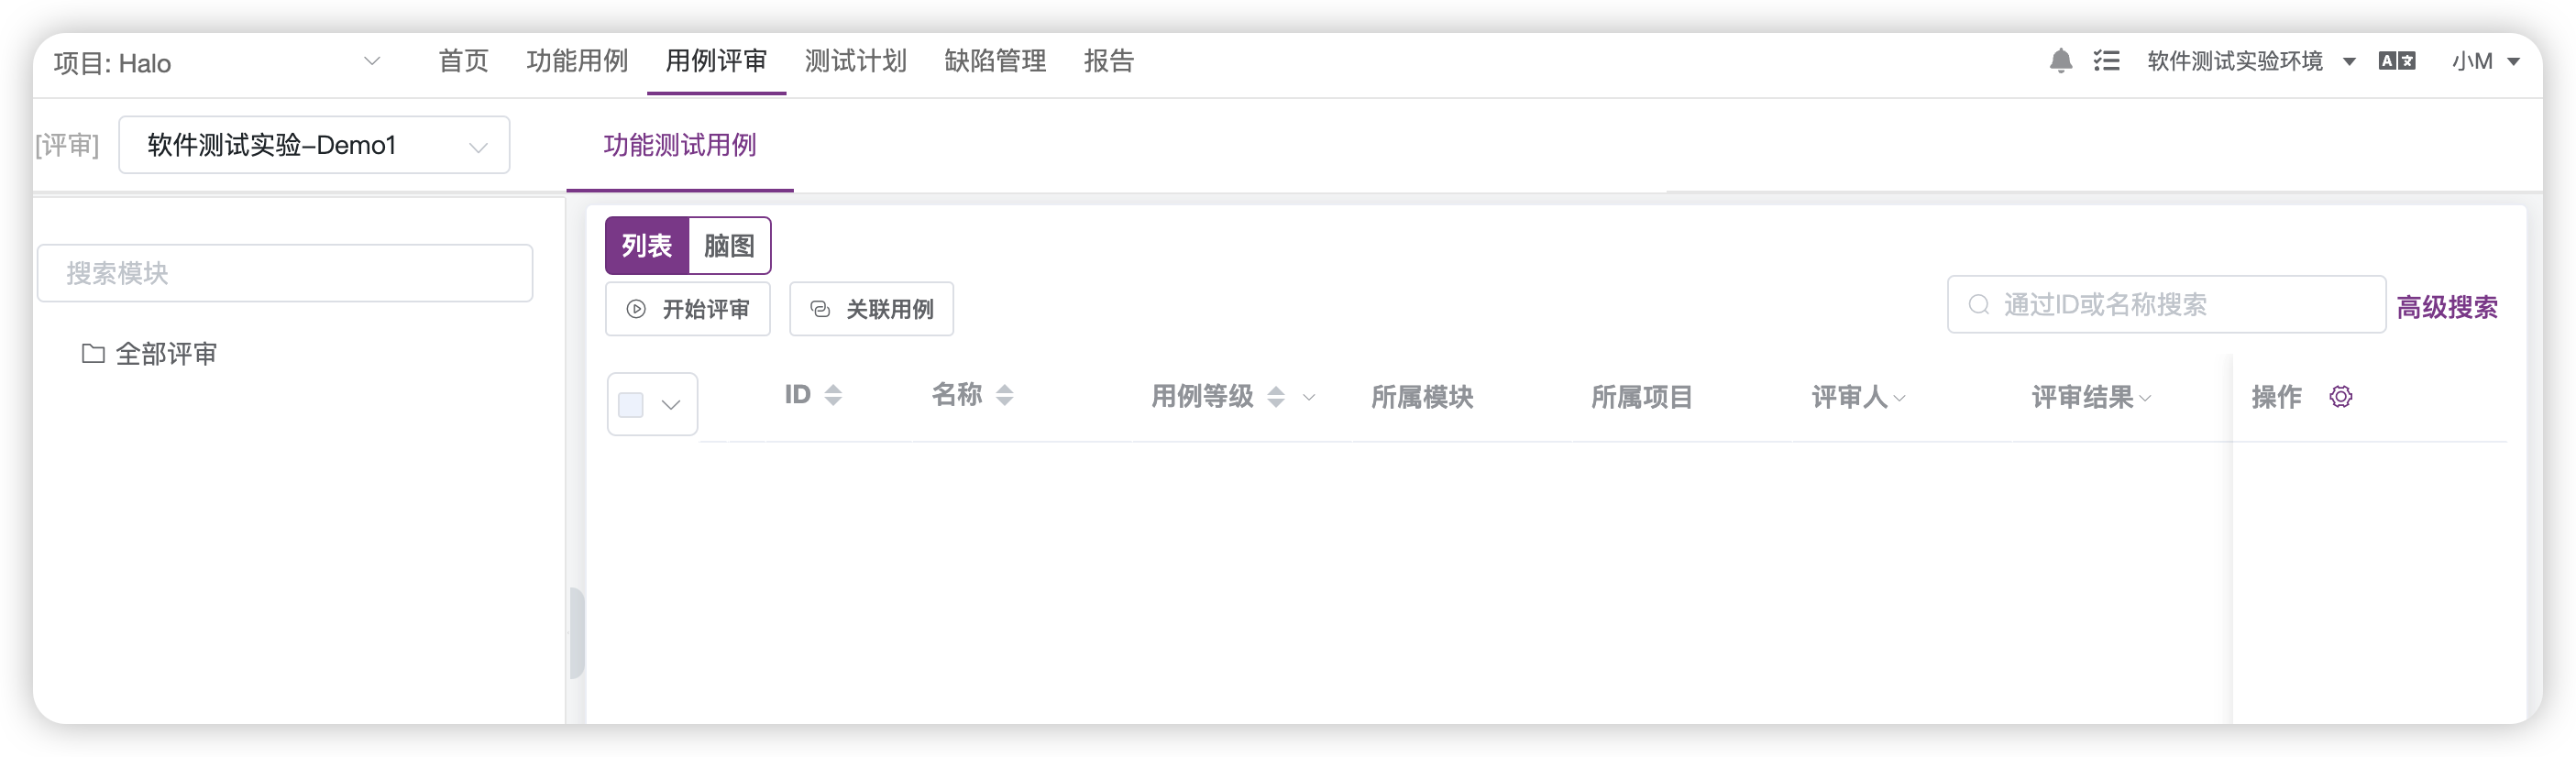 项目: Halo 首页 功能用例 用例评审 测试计划 缺陷管理 报告 软件测试实验环境 小M
[评审] 软件测试实验-Demo1 功能测试用例
列表 脑图
搜索模块
开始评审 关联用例 通过ID或名称搜索 高级搜索
全部评审
ID 名称 用例等级 所属模块 所属项目 评审人 评审结果 操作